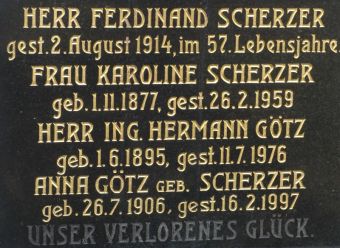 HERR FERDINAND SCHERZER
gest. 2. August 1914, im 57. Lebensjahre.
FRAU KAROLINE SCHERZER
geb. 1.11.1877, gest. 26.2.1959
HERR ING. HERMANN GÖTZ
geb. 1.6.1895, gest. 11.7.1976
ANNA GÖTZ GEB. SCHERZER
geb. 26.7.1906, gest. 16.2.1997
UNSER VERLORENES GLÜCK.